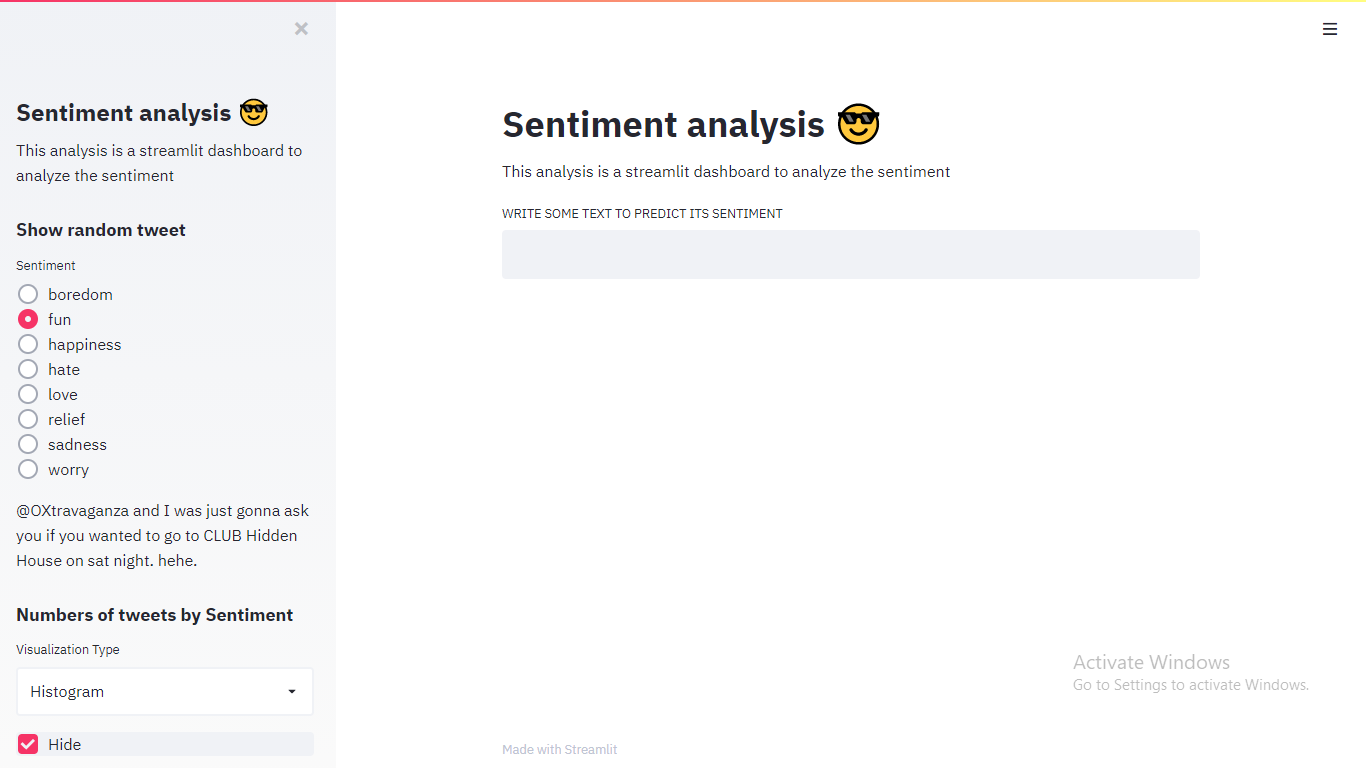 Sentiment analysis 😎
This analysis is a streamlit dashboard to
analyze the sentiment
Show random tweet
Sentiment
boredom
fun
happiness
hate
love
relief
sadness
worry
@OXtravaganza and I was just gonna ask
you if you wanted to go to CLUB Hidden
House on sat night. hehe.
Numbers of tweets by Sentiment
Visualization Type
Histogram
Hide
Sentiment analysis 😎
This analysis is a streamlit dashboard to analyze the sentiment
WRITE SOME TEXT TO PREDICT ITS SENTIMENT
Activate Windows
Go to Settings to activate Windows.
Made with Streamlit